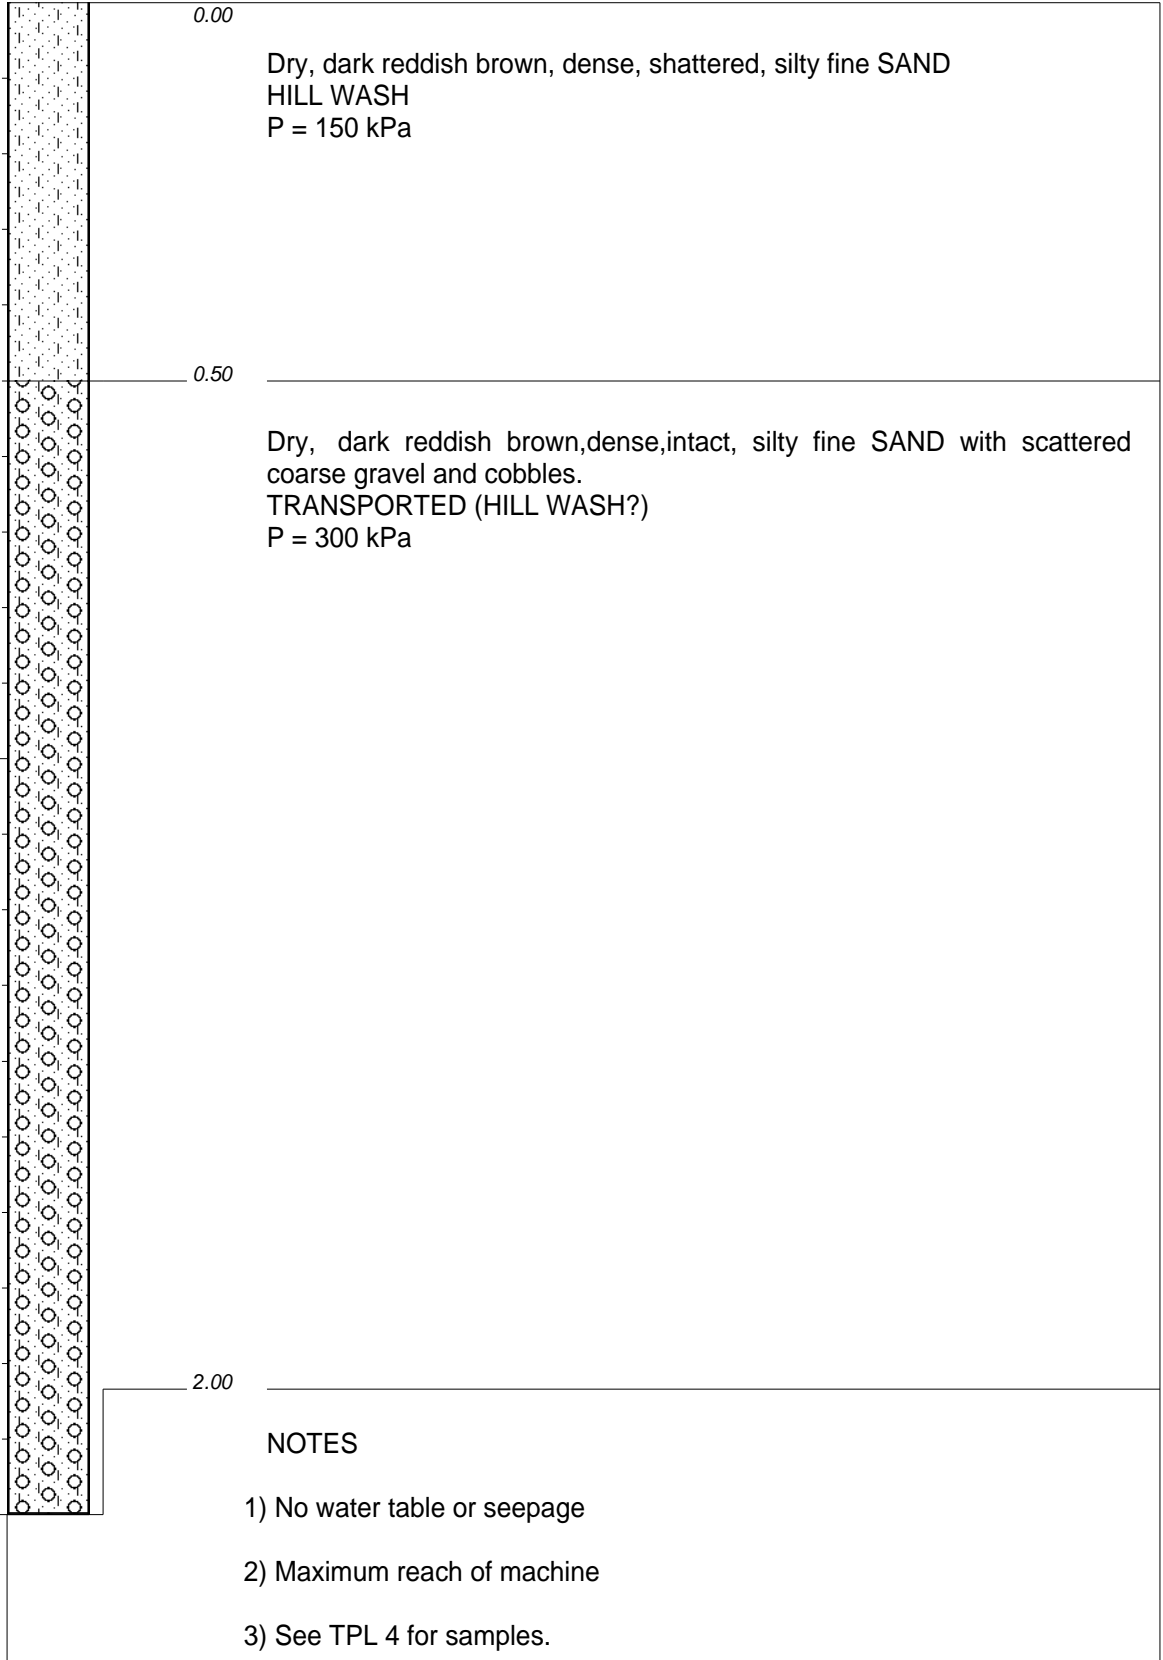 0.00
Dry, dark reddish brown, dense, shattered, silty fine SAND
HILL WASH
P = 150 kPa
0.50
Dry, dark reddish brown,dense,intact, silty fine SAND with scattered
coarse gravel and cobbles.
TRANSPORTED (HILL WASH?)
P = 300 kPa
2.00
NOTES
1) No water table or seepage
2) Maximum reach of machine
3) See TPL 4 for samples.